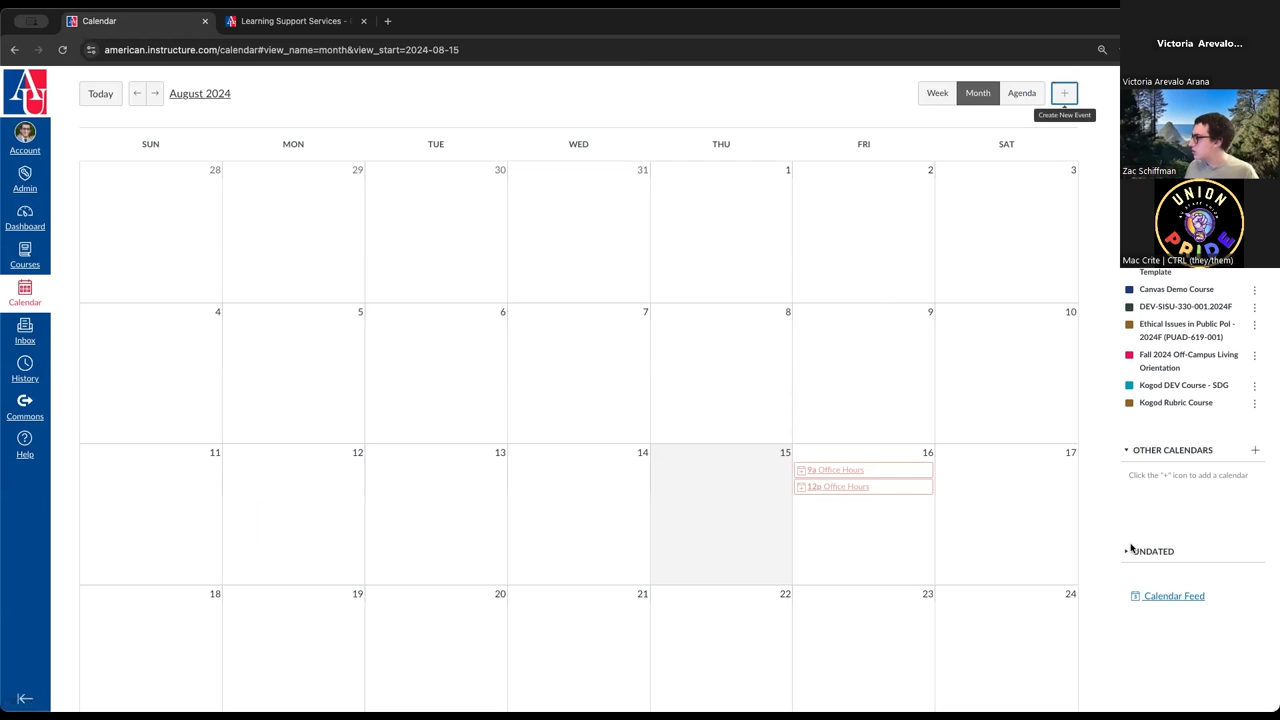 Calendar
Learning Support Services -
american.instructure.com/calendar#view_name=month&view_start=2024-08-15
Victoria Arevalo...
Victoria Arevalo Arana
Zac Schiffman
UNION
PRIDE
Mac Crite | CTRL (they/them)
AU
Account
Admin
Dashboard
Courses
Calendar
Inbox
History
Commons
Help
Today
August 2024
Week
Month
Agenda
Create New Event
SUN MON TUE WED THU FRI SAT
28 29 30 31 1 2 3
4 5 6 7 8 9 10
11 12 13 14 15 16 17
9a Office Hours
12p Office Hours
18 19 20 21 22 23 24
Template
Canvas Demo Course
DEV-SISU-330-001.2024F
Ethical Issues in Public Pol -
2024F (PUAD-619-001)
Fall 2024 Off-Campus Living
Orientation
Kogod DEV Course - SDG
Kogod Rubric Course
OTHER CALENDARS
Click the "+" icon to add a calendar
UNDATED
Calendar Feed